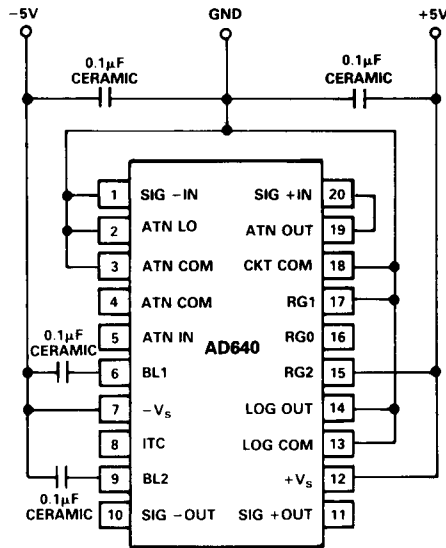 −5V GND +5V
0.1μF
CERAMIC
0.1μF
CERAMIC
1 SIG −IN SIG +IN 20
2 ATN LO ATN OUT 19
3 ATN COM CKT COM 18
4 ATN COM RG1 17
0.1μF
CERAMIC
5 ATN IN RG0 16
AD640
6 BL1 RG2 15
7 −VS LOG OUT 14
8 ITC LOG COM 13
9 BL2 +VS 12
0.1μF
CERAMIC
10 SIG −OUT SIG +OUT 11